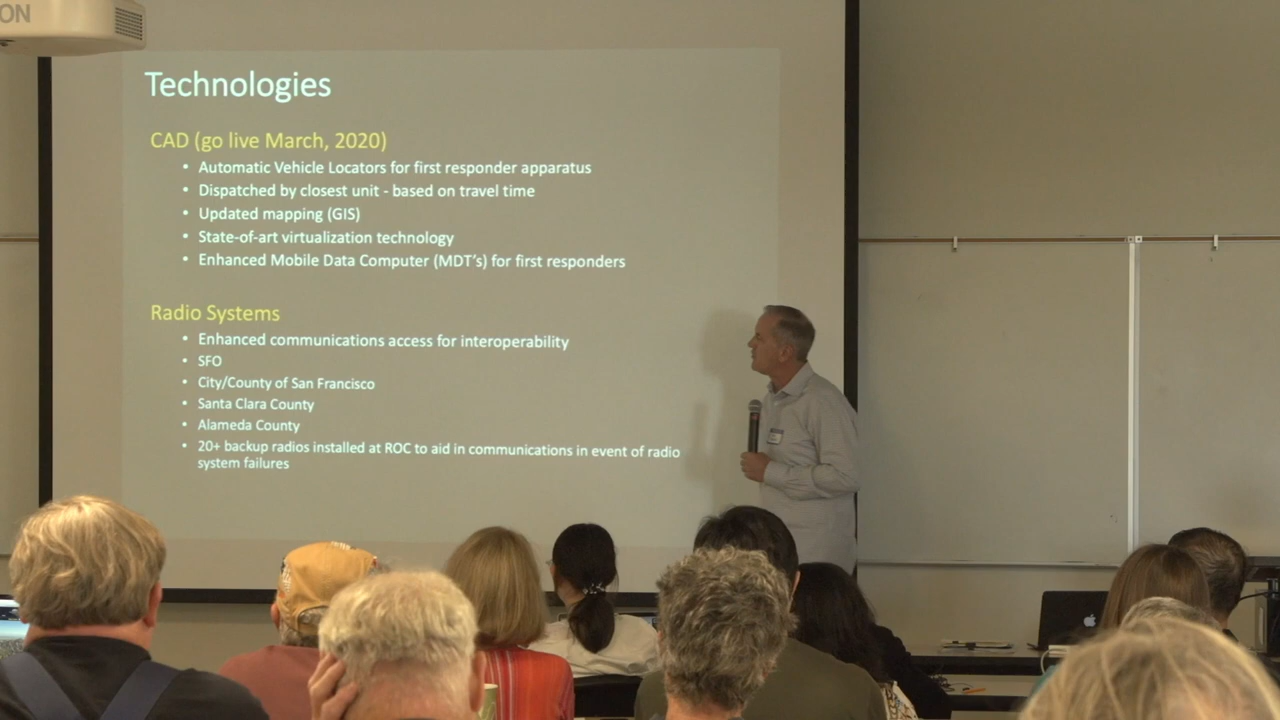 ON
Technologies
CAD (go live March, 2020)
• Automatic Vehicle Locators for first responder apparatus
• Dispatched by closest unit - based on travel time
• Updated mapping (GIS)
• State-of-art virtualization technology
• Enhanced Mobile Data Computer (MDT's) for first responders
Radio Systems
• Enhanced communications access for interoperability
• SFO
• City/County of San Francisco
• Santa Clara County
• Alameda County
• 20+ backup radios installed at ROC to aid in communications in event of radio
system failures